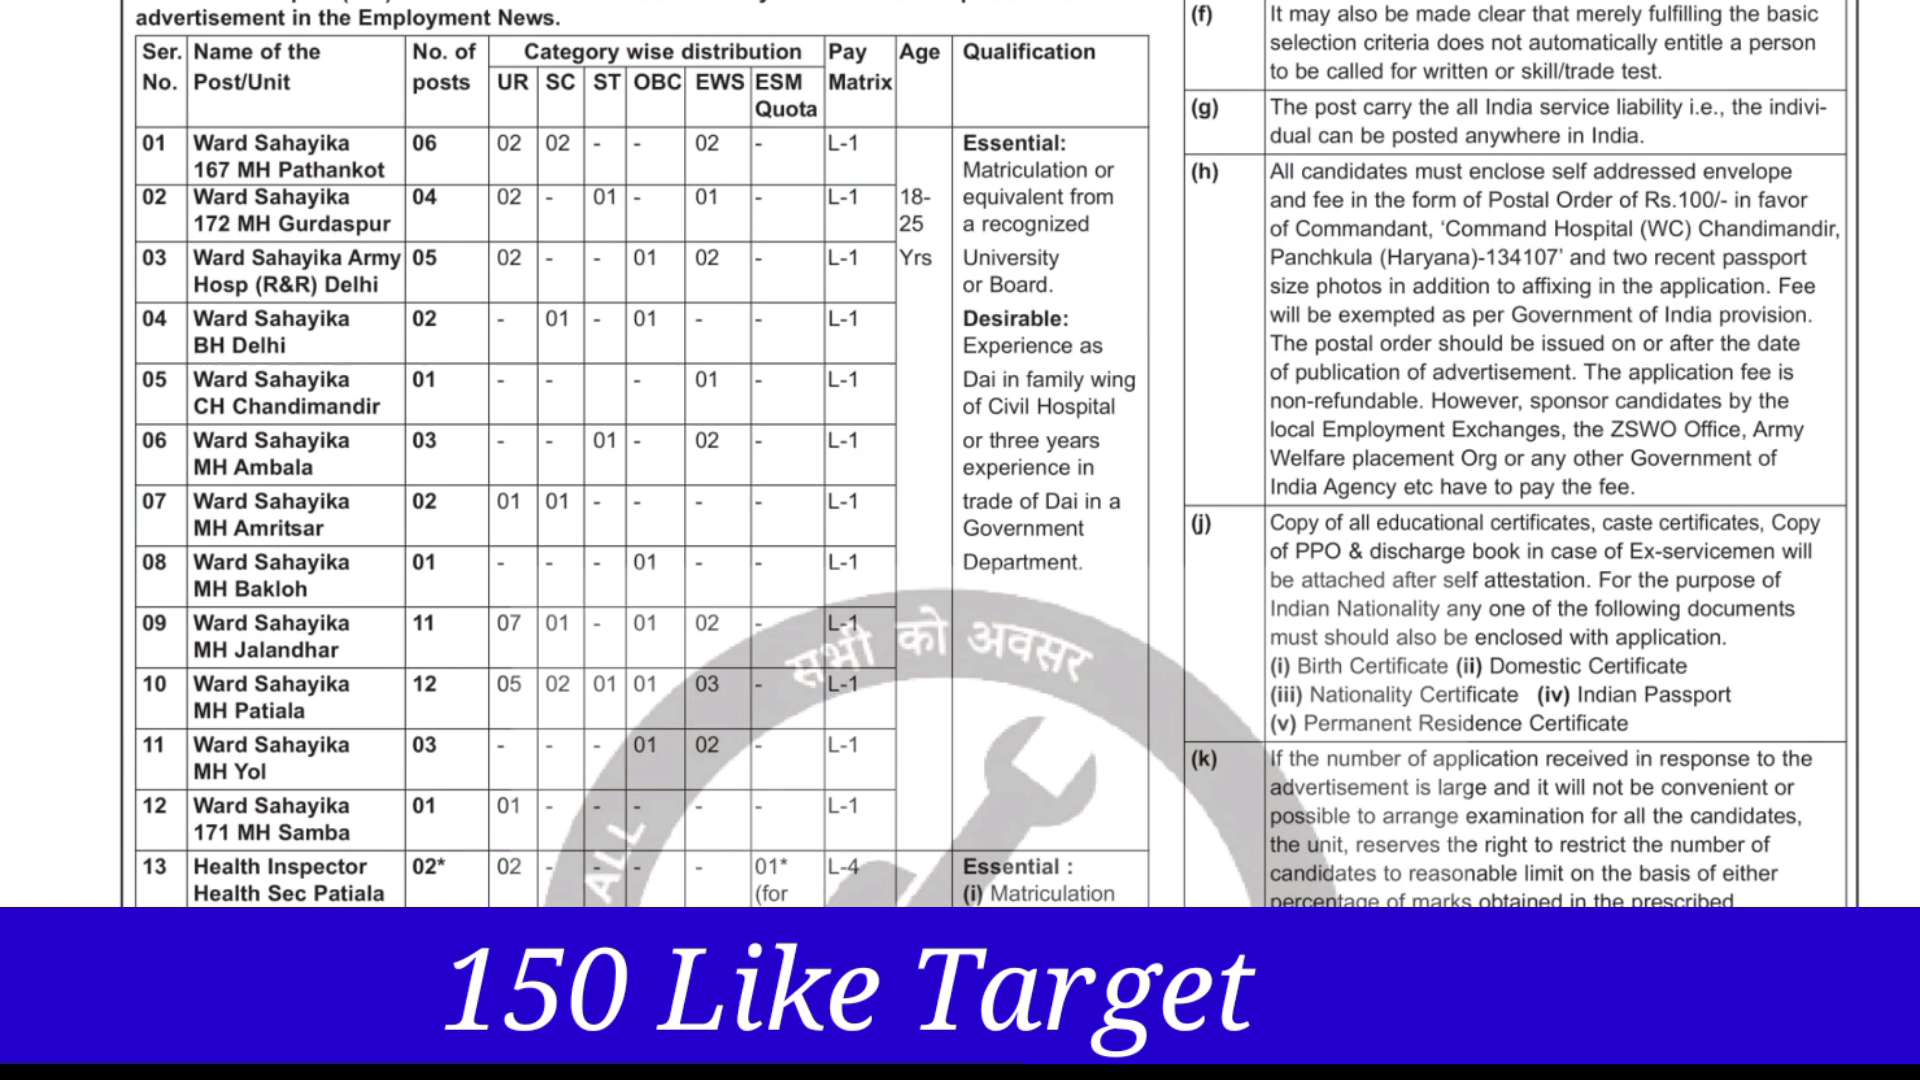 advertisement in the Employment News.
Ser. Name of the No. of Category wise distribution Pay Age Qualification
No. Post/Unit posts UR SC ST OBC EWS ESM Matrix
Quota
01 Ward Sahayika 06 02 02 - - 02 - L-1 Essential:
167 MH Pathankot Matriculation or
02 Ward Sahayika 04 02 - 01 - 01 - L-1 18- equivalent from
172 MH Gurdaspur 25 a recognized
03 Ward Sahayika Army 05 02 - - 01 02 - L-1 Yrs University
Hosp (R&R) Delhi or Board.
04 Ward Sahayika 02 - 01 - 01 - - L-1 Desirable:
BH Delhi Experience as
05 Ward Sahayika 01 - - - 01 - L-1 Dai in family wing
CH Chandimandir of Civil Hospital
06 Ward Sahayika 03 - - 01 - 02 - L-1 or three years
MH Ambala experience in
07 Ward Sahayika 02 01 01 - - - - L-1 trade of Dai in a
MH Amritsar Government
08 Ward Sahayika 01 - - - 01 - - L-1 Department.
MH Bakloh
09 Ward Sahayika 11 07 01 - 01 02 - L-1
MH Jalandhar
10 Ward Sahayika 12 05 02 01 01 03 - L-1
MH Patiala
11 Ward Sahayika 03 - - - 01 02 - L-1
MH Yol
12 Ward Sahayika 01 01 - - - - - L-1
171 MH Samba
13 Health Inspector 02* 02 - - - - 01* L-4 Essential :
Health Sec Patiala (for (i) Matriculation
(f) It may also be made clear that merely fulfilling the basic
selection criteria does not automatically entitle a person
to be called for written or skill/trade test.
(g) The post carry the all India service liability i.e., the indivi-
dual can be posted anywhere in India.
(h) All candidates must enclose self addressed envelope
and fee in the form of Postal Order of Rs.100/- in favor
of Commandant, ‘Command Hospital (WC) Chandimandir,
Panchkula (Haryana)-134107’ and two recent passport
size photos in addition to affixing in the application. Fee
will be exempted as per Government of India provision.
The postal order should be issued on or after the date
of publication of advertisement. The application fee is
non-refundable. However, sponsor candidates by the
local Employment Exchanges, the ZSWO Office, Army
Welfare placement Org or any other Government of
India Agency etc have to pay the fee.
(j) Copy of all educational certificates, caste certificates, Copy
of PPO & discharge book in case of Ex-servicemen will
be attached after self attestation. For the purpose of
Indian Nationality any one of the following documents
must should also be enclosed with application.
(i) Birth Certificate (ii) Domestic Certificate
(iii) Nationality Certificate (iv) Indian Passport
(v) Permanent Residence Certificate
(k) If the number of application received in response to the
advertisement is large and it will not be convenient or
possible to arrange examination for all the candidates,
the unit, reserves the right to restrict the number of
candidates to reasonable limit on the basis of either
percentage of marks obtained in the prescribed
सभी को अवसर
ALL
150 Like Target